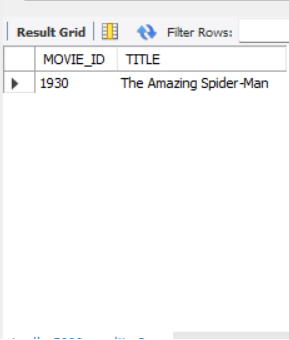 Result Grid Filter Rows:
MOVIE_ID TITLE
1930 The Amazing Spider-Man